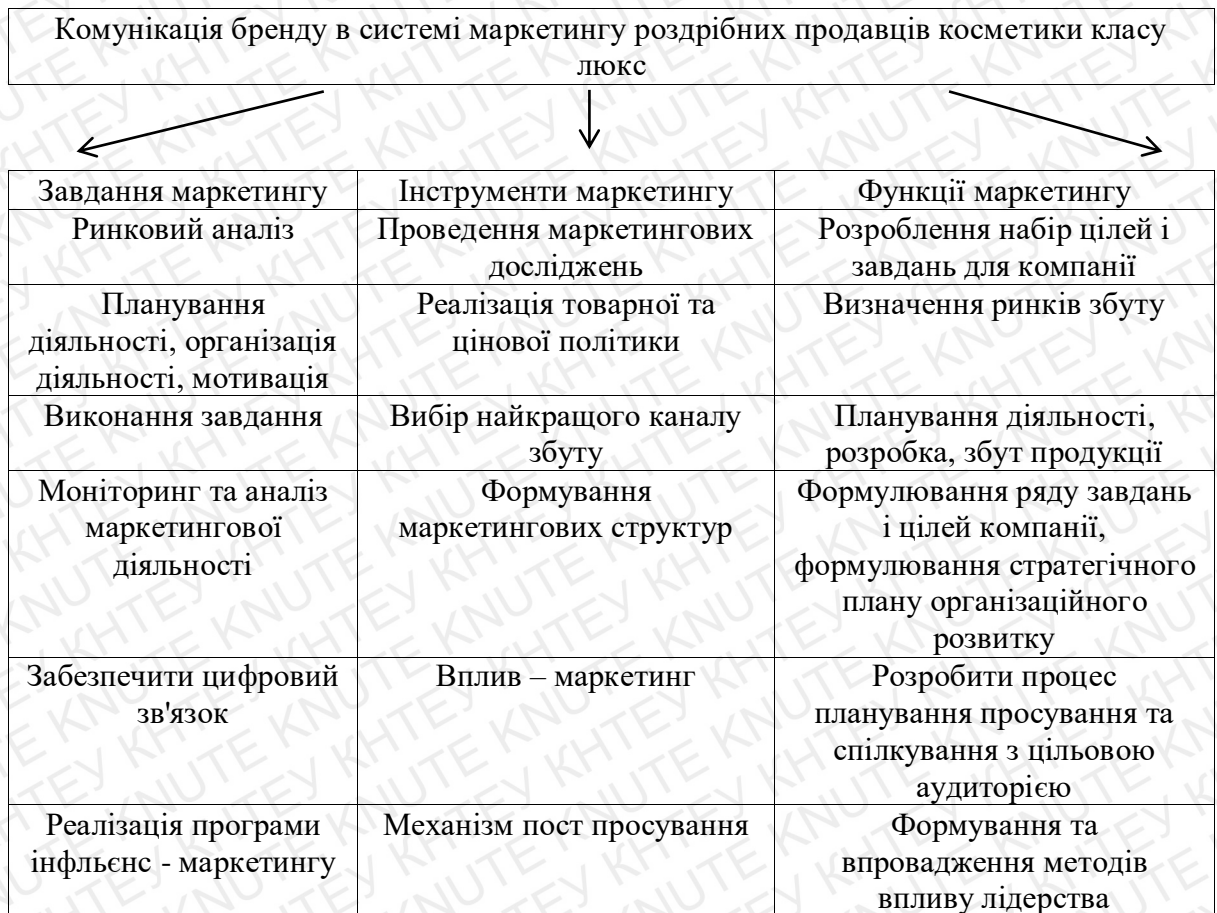 Комунікація бренду в системі маркетингу роздрібних продавців косметики класу
люкс
Завдання маркетингу
Інструменти маркетингу
Функції маркетингу
Ринковий аналіз
Проведення маркетингових
досліджень
Розроблення набір цілей і
завдань для компанії
Планування
діяльності, організація
діяльності, мотивація
Реалізація товарної та
цінової політики
Визначення ринків збуту
Виконання завдання
Вибір найкращого каналу
збуту
Планування діяльності,
розробка, збут продукції
Моніторинг та аналіз
маркетингової
діяльності
Формування
маркетингових структур
Формулювання ряду завдань
і цілей компанії,
формулювання стратегічного
плану організаційного
розвитку
Забезпечити цифровий
зв'язок
Вплив – маркетинг
Розробити процес
планування просування та
спілкування з цільовою
аудиторією
Реалізація програми
інфльєнс - маркетингу
Механізм пост просування
Формування та
впровадження методів
впливу лідерства